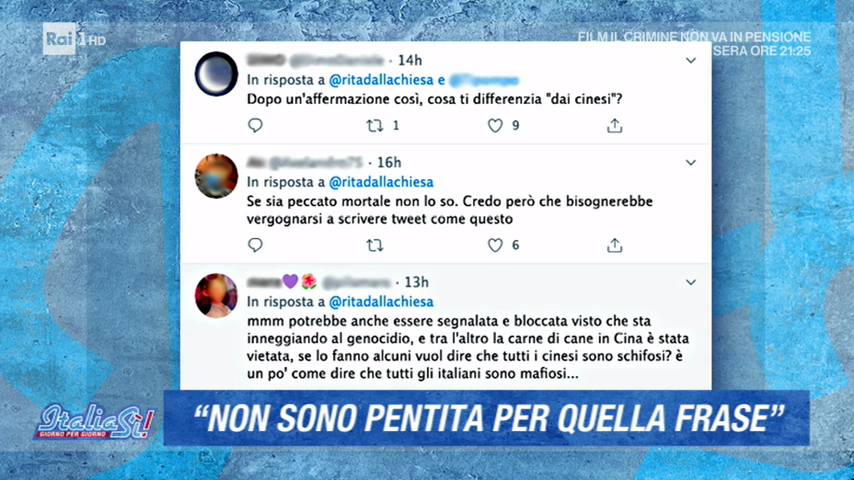 Rai 1 HD
FILM IL CRIMINE NON VA IN PENSIONE
SERA ORE 21:25
· 14h
In risposta a @ritadallachiesa e
Dopo un'affermazione così, cosa ti differenzia "dai cinesi"?
1 9
· 16h
In risposta a @ritadallachiesa
Se sia peccato mortale non lo so. Credo però che bisognerebbe
vergognarsi a scrivere tweet come questo
6
· 13h
In risposta a @ritadallachiesa
mmm potrebbe anche essere segnalata e bloccata visto che sta
inneggiando al genocidio, e tra l'altro la carne di cane in Cina è stata
vietata, se lo fanno alcuni vuol dire che tutti i cinesi sono schifosi? è
un po' come dire che tutti gli italiani sono mafiosi...
ItaliaSì!
GIORNO PER GIORNO
"NON SONO PENTITA PER QUELLA FRASE"